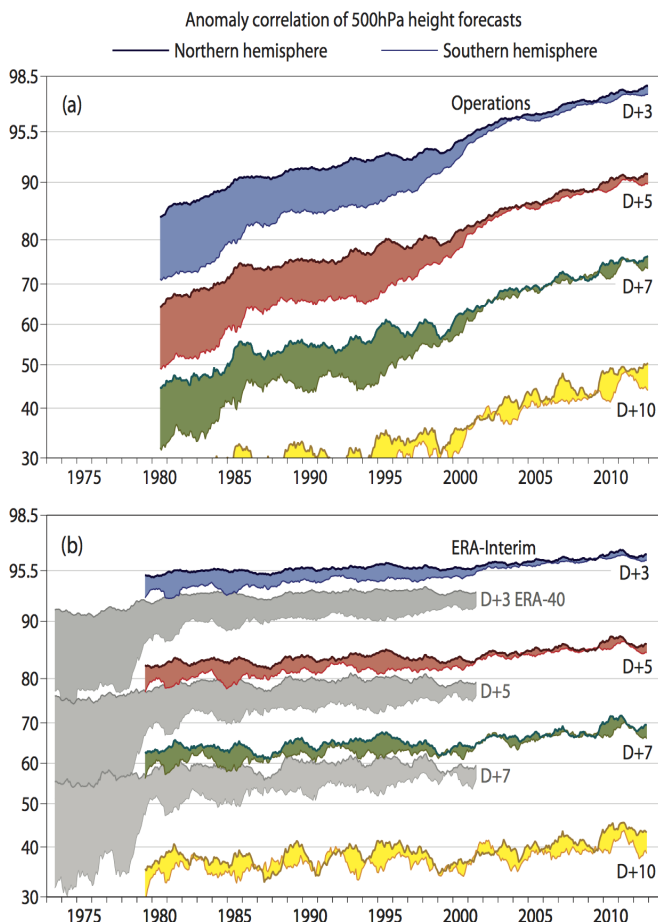 Anomaly correlation of 500hPa height forecasts
Northern hemisphere Southern hemisphere
98.5
(a)
Operations
D+3
95.5
90
D+5
80
70
D+7
60
50
40
D+10
30
1975 1980 1985 1990 1995 2000 2005 2010
98.5
(b)
ERA-Interim
95.5
D+3
D+3 ERA-40
90
D+5
80
D+5
70
D+7
60
D+7
50
40
D+10
30
1975 1980 1985 1990 1995 2000 2005 2010